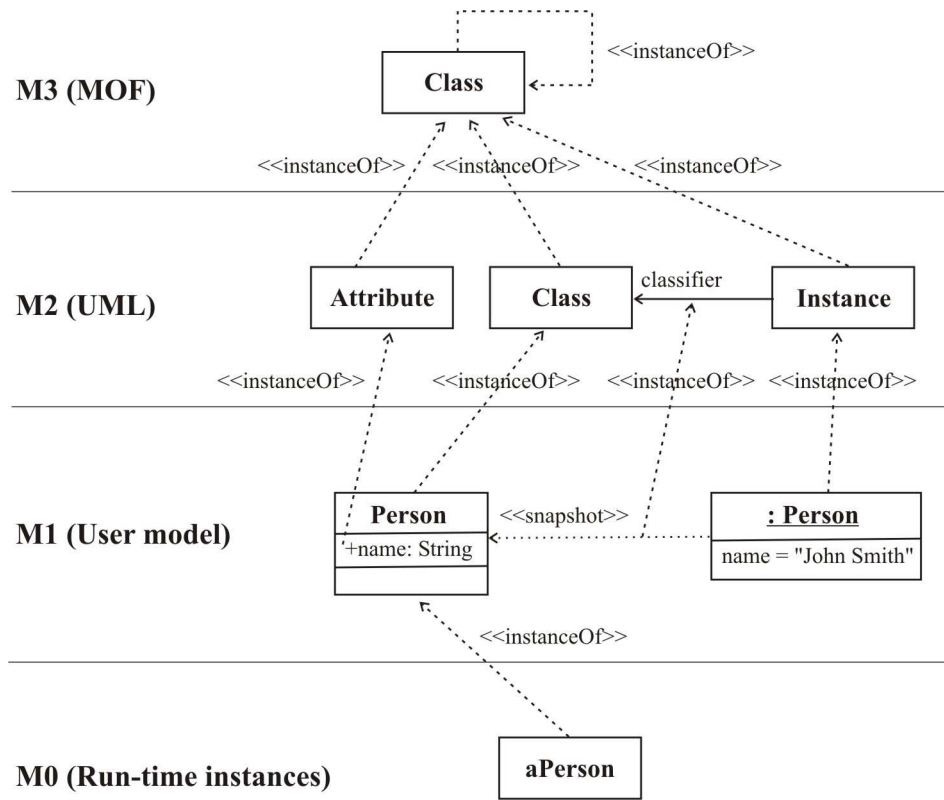 <<instanceOf>>
M3 (MOF)
Class
<<instanceOf>>
<<instanceOf>>
<<instanceOf>>
M2 (UML)
Attribute
Class
classifier
Instance
<<instanceOf>>
<<instanceOf>>
<<instanceOf>>
<<instanceOf>>
M1 (User model)
Person
+name: String
<<snapshot>>
: Person
name = "John Smith"
<<instanceOf>>
M0 (Run-time instances)
aPerson